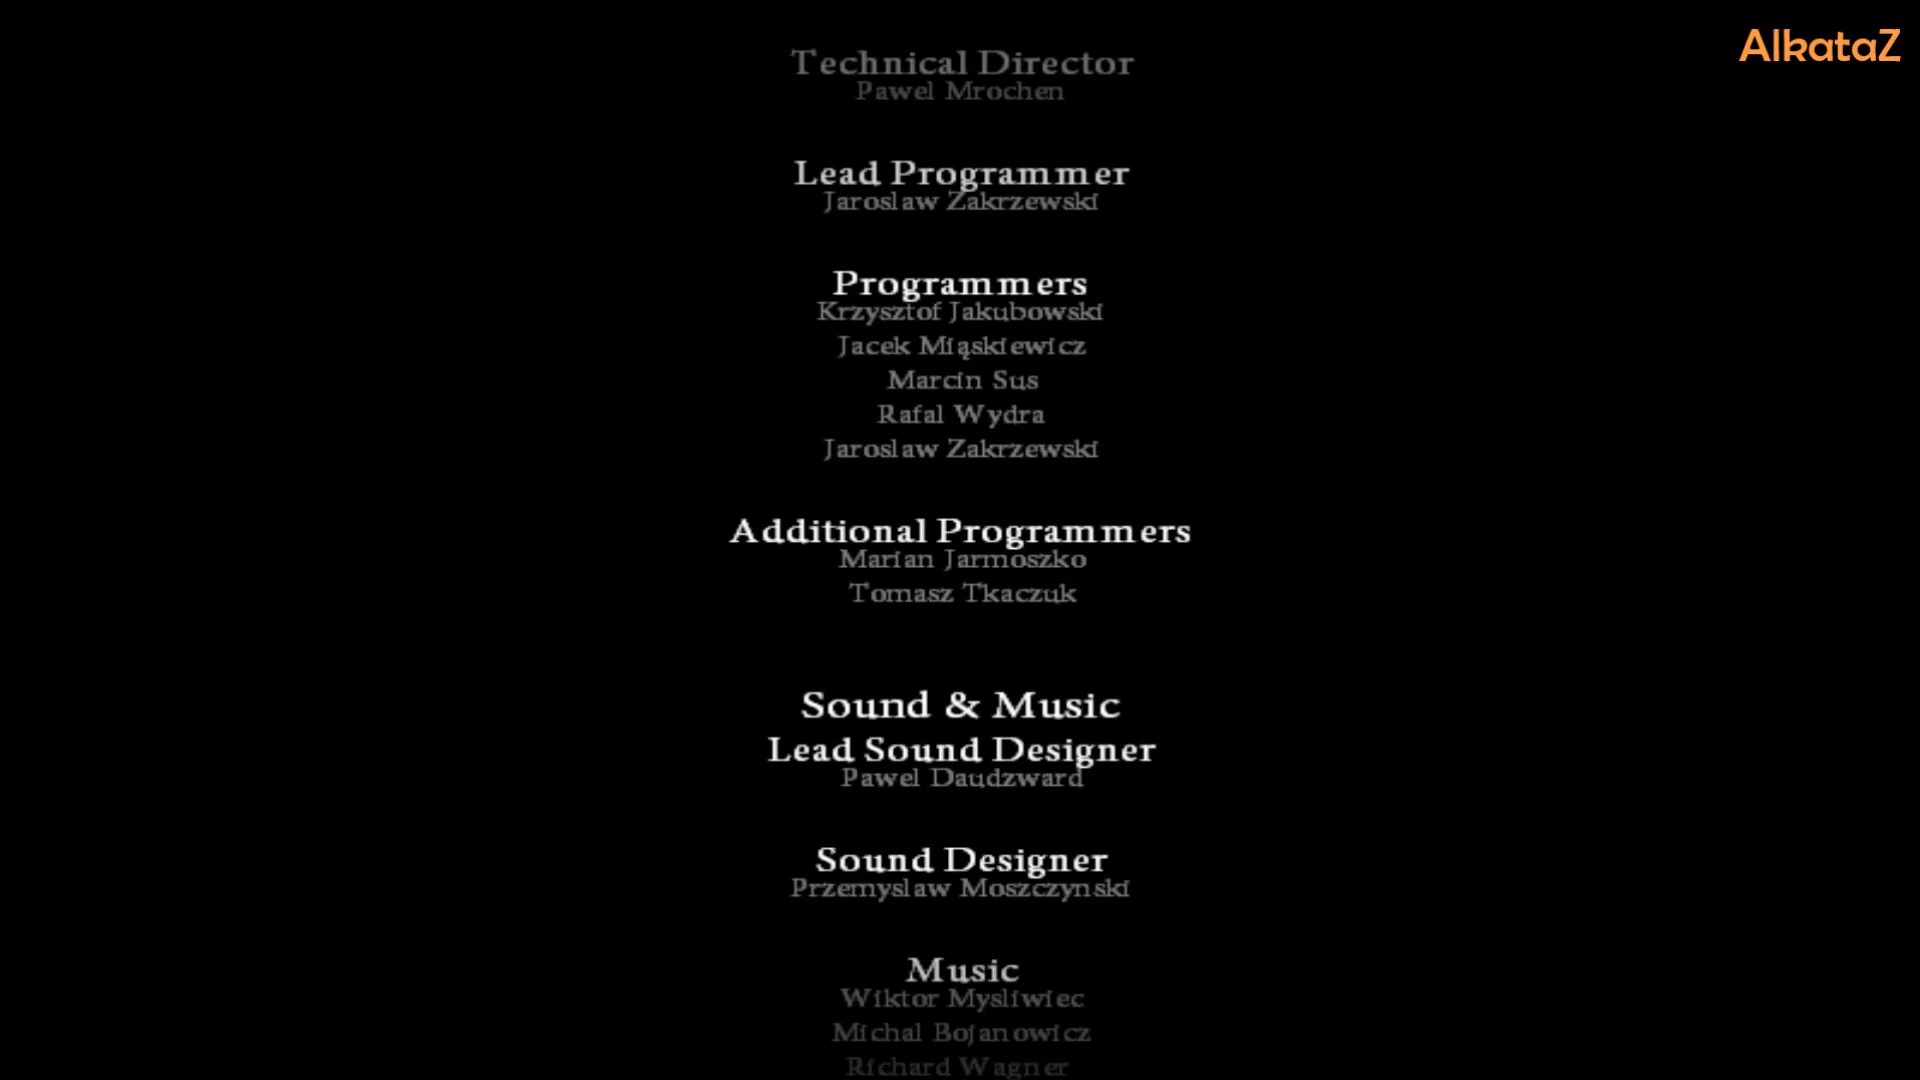 AlkataZ
Technical Director
Pawel Mrochen
Lead Programmer
Jaroslaw Zakrzewski
Programmers
Krzysztof Jakubowski
Jacek Miąskiewicz
Marcin Sus
Rafal Wydra
Jaroslaw Zakrzewski
Additional Programmers
Marian Jarmoszko
Tomasz Tkaczuk
Sound & Music
Lead Sound Designer
Pawel Daudzward
Sound Designer
Przemyslaw Moszczynski
Music
Wiktor Mysliwiec
Michal Bojanowicz
Richard Wagner